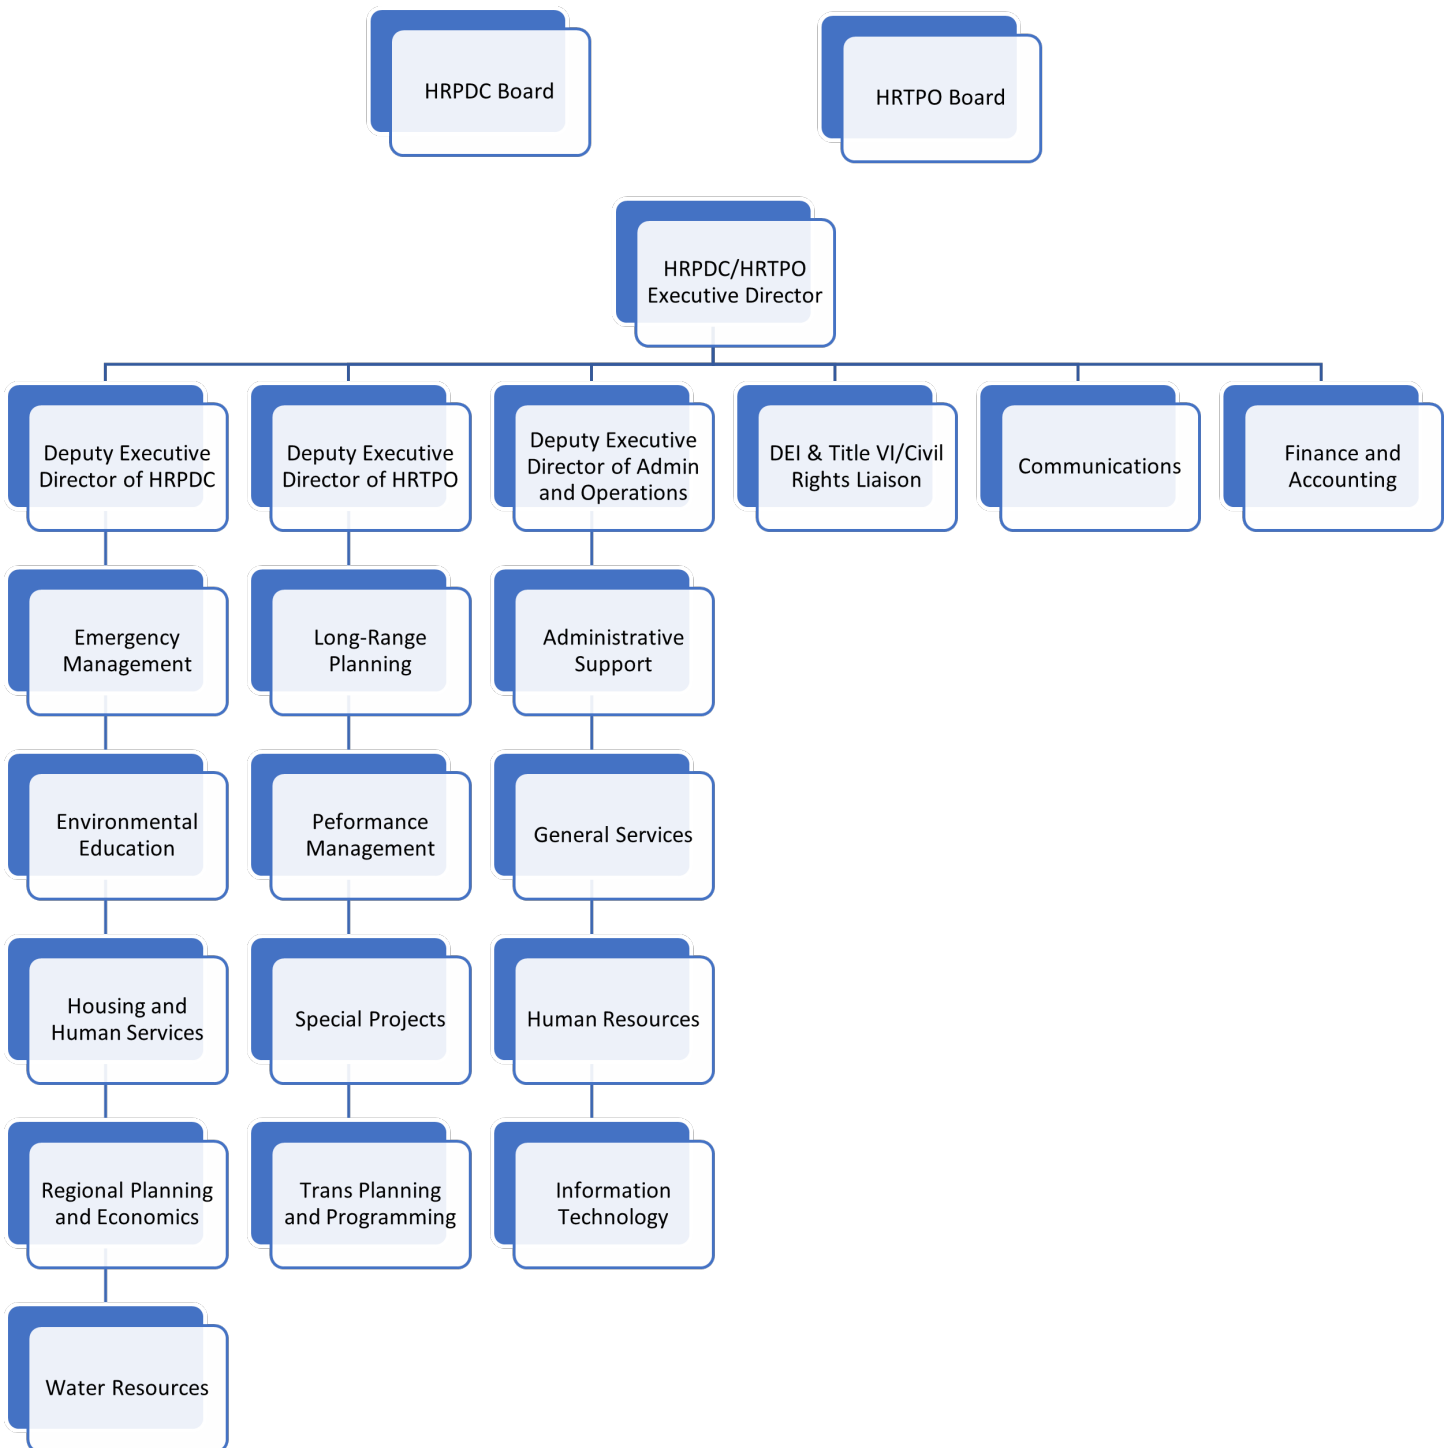 HRPDC Board
HRTPO Board
HRPDC/HRTPO
Executive Director
Deputy Executive
Director of HRPDC
Deputy Executive
Director of HRTPO
Deputy Executive
Director of Admin
and Operations
DEI & Title VI/Civil
Rights Liaison
Communications
Finance and
Accounting
Emergency
Management
Long-Range
Planning
Administrative
Support
Environmental
Education
Peformance
Management
General Services
Housing and
Human Services
Special Projects
Human Resources
Regional Planning
and Economics
Trans Planning
and Programming
Information
Technology
Water Resources